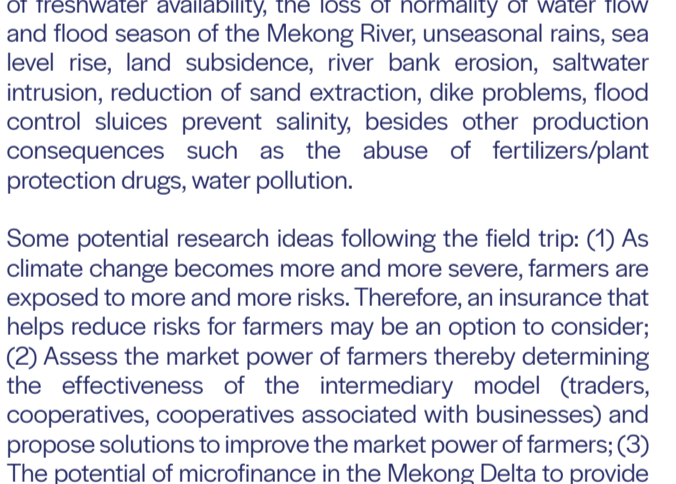 of freshwater availability, the loss of normality of water flow
and flood season of the Mekong River, unseasonal rains, sea
level rise, land subsidence, river bank erosion, saltwater
intrusion, reduction of sand extraction, dike problems, flood
control sluices prevent salinity, besides other production
consequences such as the abuse of fertilizers/plant
protection drugs, water pollution.
Some potential research ideas following the field trip: (1) As
climate change becomes more and more severe, farmers are
exposed to more and more risks. Therefore, an insurance that
helps reduce risks for farmers may be an option to consider;
(2) Assess the market power of farmers thereby determining
the effectiveness of the intermediary model (traders,
cooperatives, cooperatives associated with businesses) and
propose solutions to improve the market power of farmers; (3)
The potential of microfinance in the Mekong Delta to provide